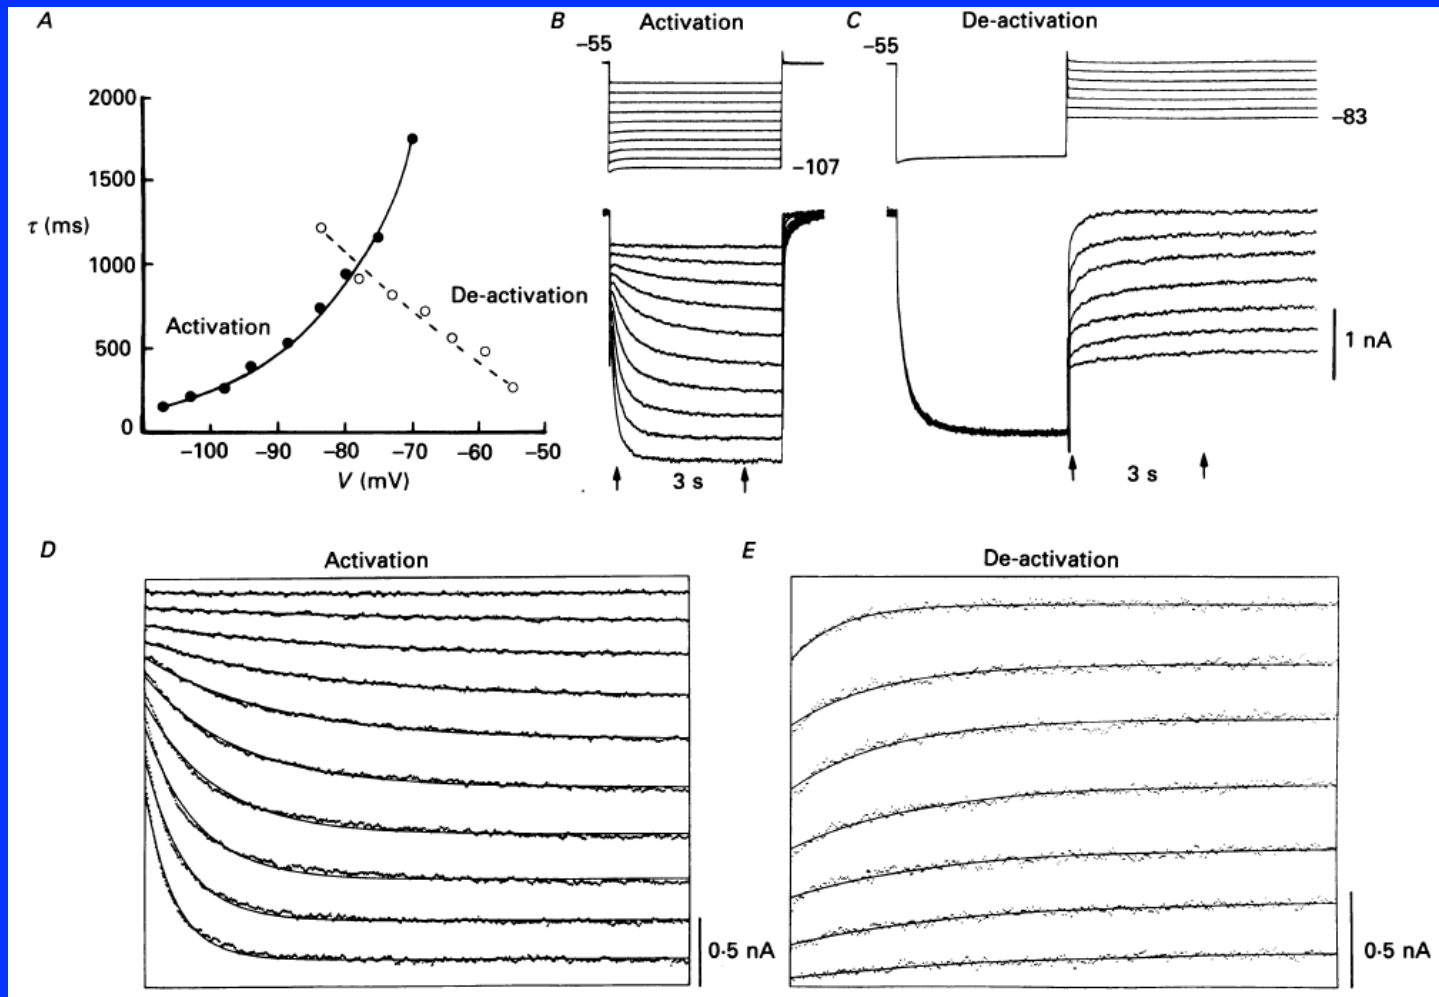 A
B
Activation
C
De-activation
−55
−55
2000
1500
1000
500
0
τ (ms)
Activation
De-activation
−100
−90
−80
−70
−60
−50
V (mV)
−107
−83
1 nA
3 s
3 s
D
Activation
E
De-activation
0·5 nA
0·5 nA